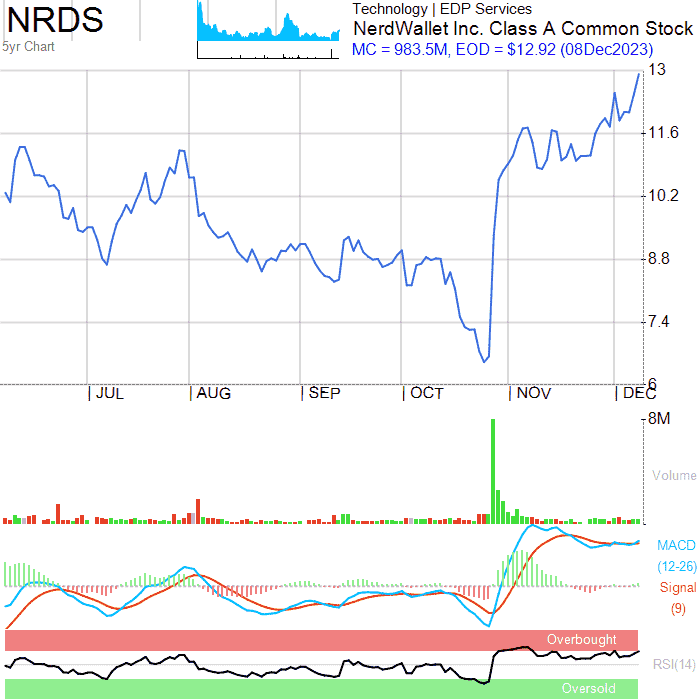 NRDS
5yr Chart
Technology | EDP Services
NerdWallet Inc. Class A Common Stock
MC = 983.5M, EOD = $12.92 (08Dec2023)
13
11.6
10.2
8.8
7.4
6
JUL AUG SEP OCT NOV DEC
8M
Volume
MACD
(12-26)
Signal
(9)
Overbought
RSI(14)
Oversold